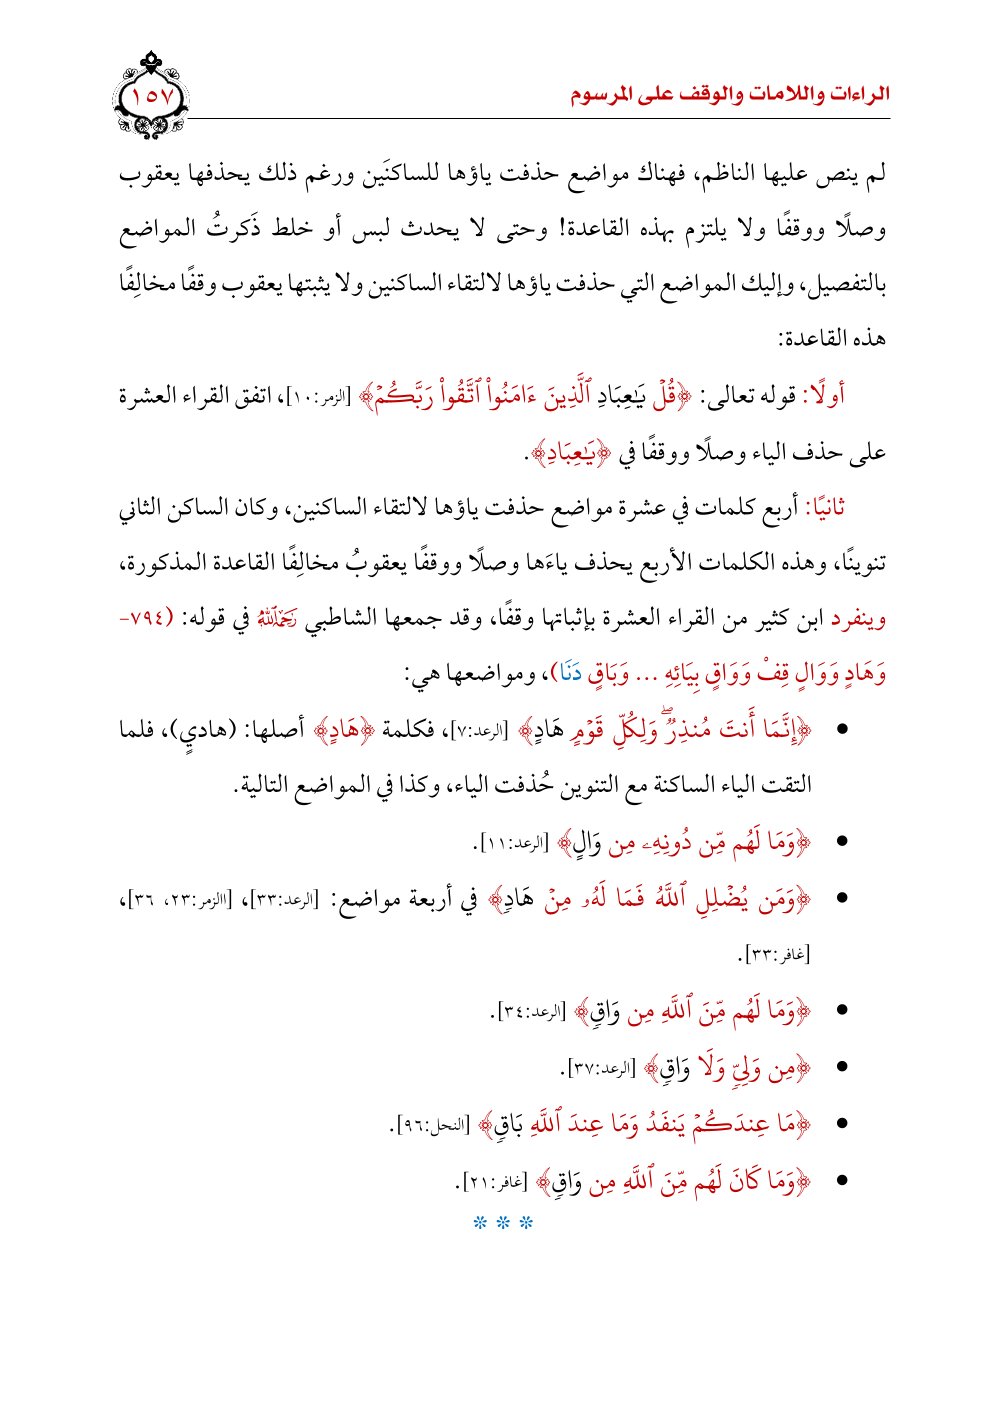 الراءات واللامات والوقف على المرسوم
١٥٧
لم ينص عليها الناظم، فهناك مواضع حذفت ياؤها للساكنَين ورغم ذلك يحذفها يعقوب
وصلًا ووقفًا ولا يلتزم بهذه القاعدة! وحتى لا يحدث لبس أو خلط ذَكرتُ المواضع
بالتفصيل، وإليك المواضع التي حذفت ياؤها لالتقاء الساكنين ولا يثبتها يعقوب وقفًا مخالِفًا
هذه القاعدة:
أولًا: قوله تعالى: ﴿قُلۡ يَٰعِبَادِ ٱلَّذِينَ ءَامَنُواْ ٱتَّقُواْ رَبَّكُمۡ﴾ [الزمر:١٠]، اتفق القراء العشرة
على حذف الياء وصلًا ووقفًا في ﴿يَٰعِبَادِ﴾.
ثانيًا: أربع كلمات في عشرة مواضع حذفت ياؤها لالتقاء الساكنين، وكان الساكن الثاني
تنوينًا، وهذه الكلمات الأربع يحذف ياءَها وصلًا ووقفًا يعقوبُ مخالِفًا القاعدة المذكورة،
وينفرد ابن كثير من القراء العشرة بإثباتها وقفًا، وقد جمعها الشاطبي رَحِمَهُ ٱللَّهُ في قوله: (٧٩٤-
وَهَادٍ وَوَالٍ قِفْ وَوَاقٍ بِيَائِهِ ... وَبَاقٍ دَنَا)، ومواضعها هي:
• ﴿إِنَّمَا أَنتَ مُنذِرٞۖ وَلِكُلِّ قَوۡمٍ هَادٍ﴾ [الرعد:٧]، فكلمة ﴿هَادٍ﴾ أصلها: (هادي)، فلما
التقت الياء الساكنة مع التنوين حُذفت الياء، وكذا في المواضع التالية.
• ﴿وَمَا لَهُم مِّن دُونِهِۦ مِن وَالٍ﴾ [الرعد:١١].
• ﴿وَمَن يُضۡلِلِ ٱللَّهُ فَمَا لَهُۥ مِنۡ هَادٖ﴾ في أربعة مواضع: [الرعد:٣٣]، [االزمر:٢٣، ٣٦]،
[غافر:٣٣].
• ﴿وَمَا لَهُم مِّنَ ٱللَّهِ مِن وَاقٖ﴾ [الرعد:٣٤].
• ﴿مِن وَلِيّٖ وَلَا وَاقٖ﴾ [الرعد:٣٧].
• ﴿مَا عِندَكُمۡ يَنفَدُ وَمَا عِندَ ٱللَّهِ بَاقٖ﴾ [النحل:٩٦].
• ﴿وَمَا كَانَ لَهُم مِّنَ ٱللَّهِ مِن وَاقٖ﴾ [غافر:٢١].
* * *